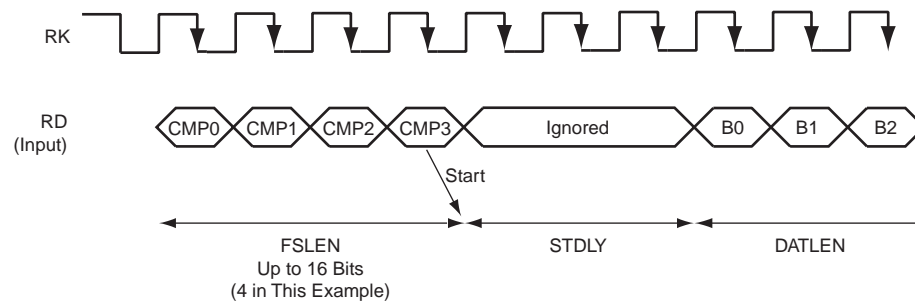 RK
RD
(Input)
CMP0 CMP1 CMP2 CMP3 Ignored B0 B1 B2
Start
FSLEN
Up to 16 Bits
(4 in This Example)
STDLY
DATLEN